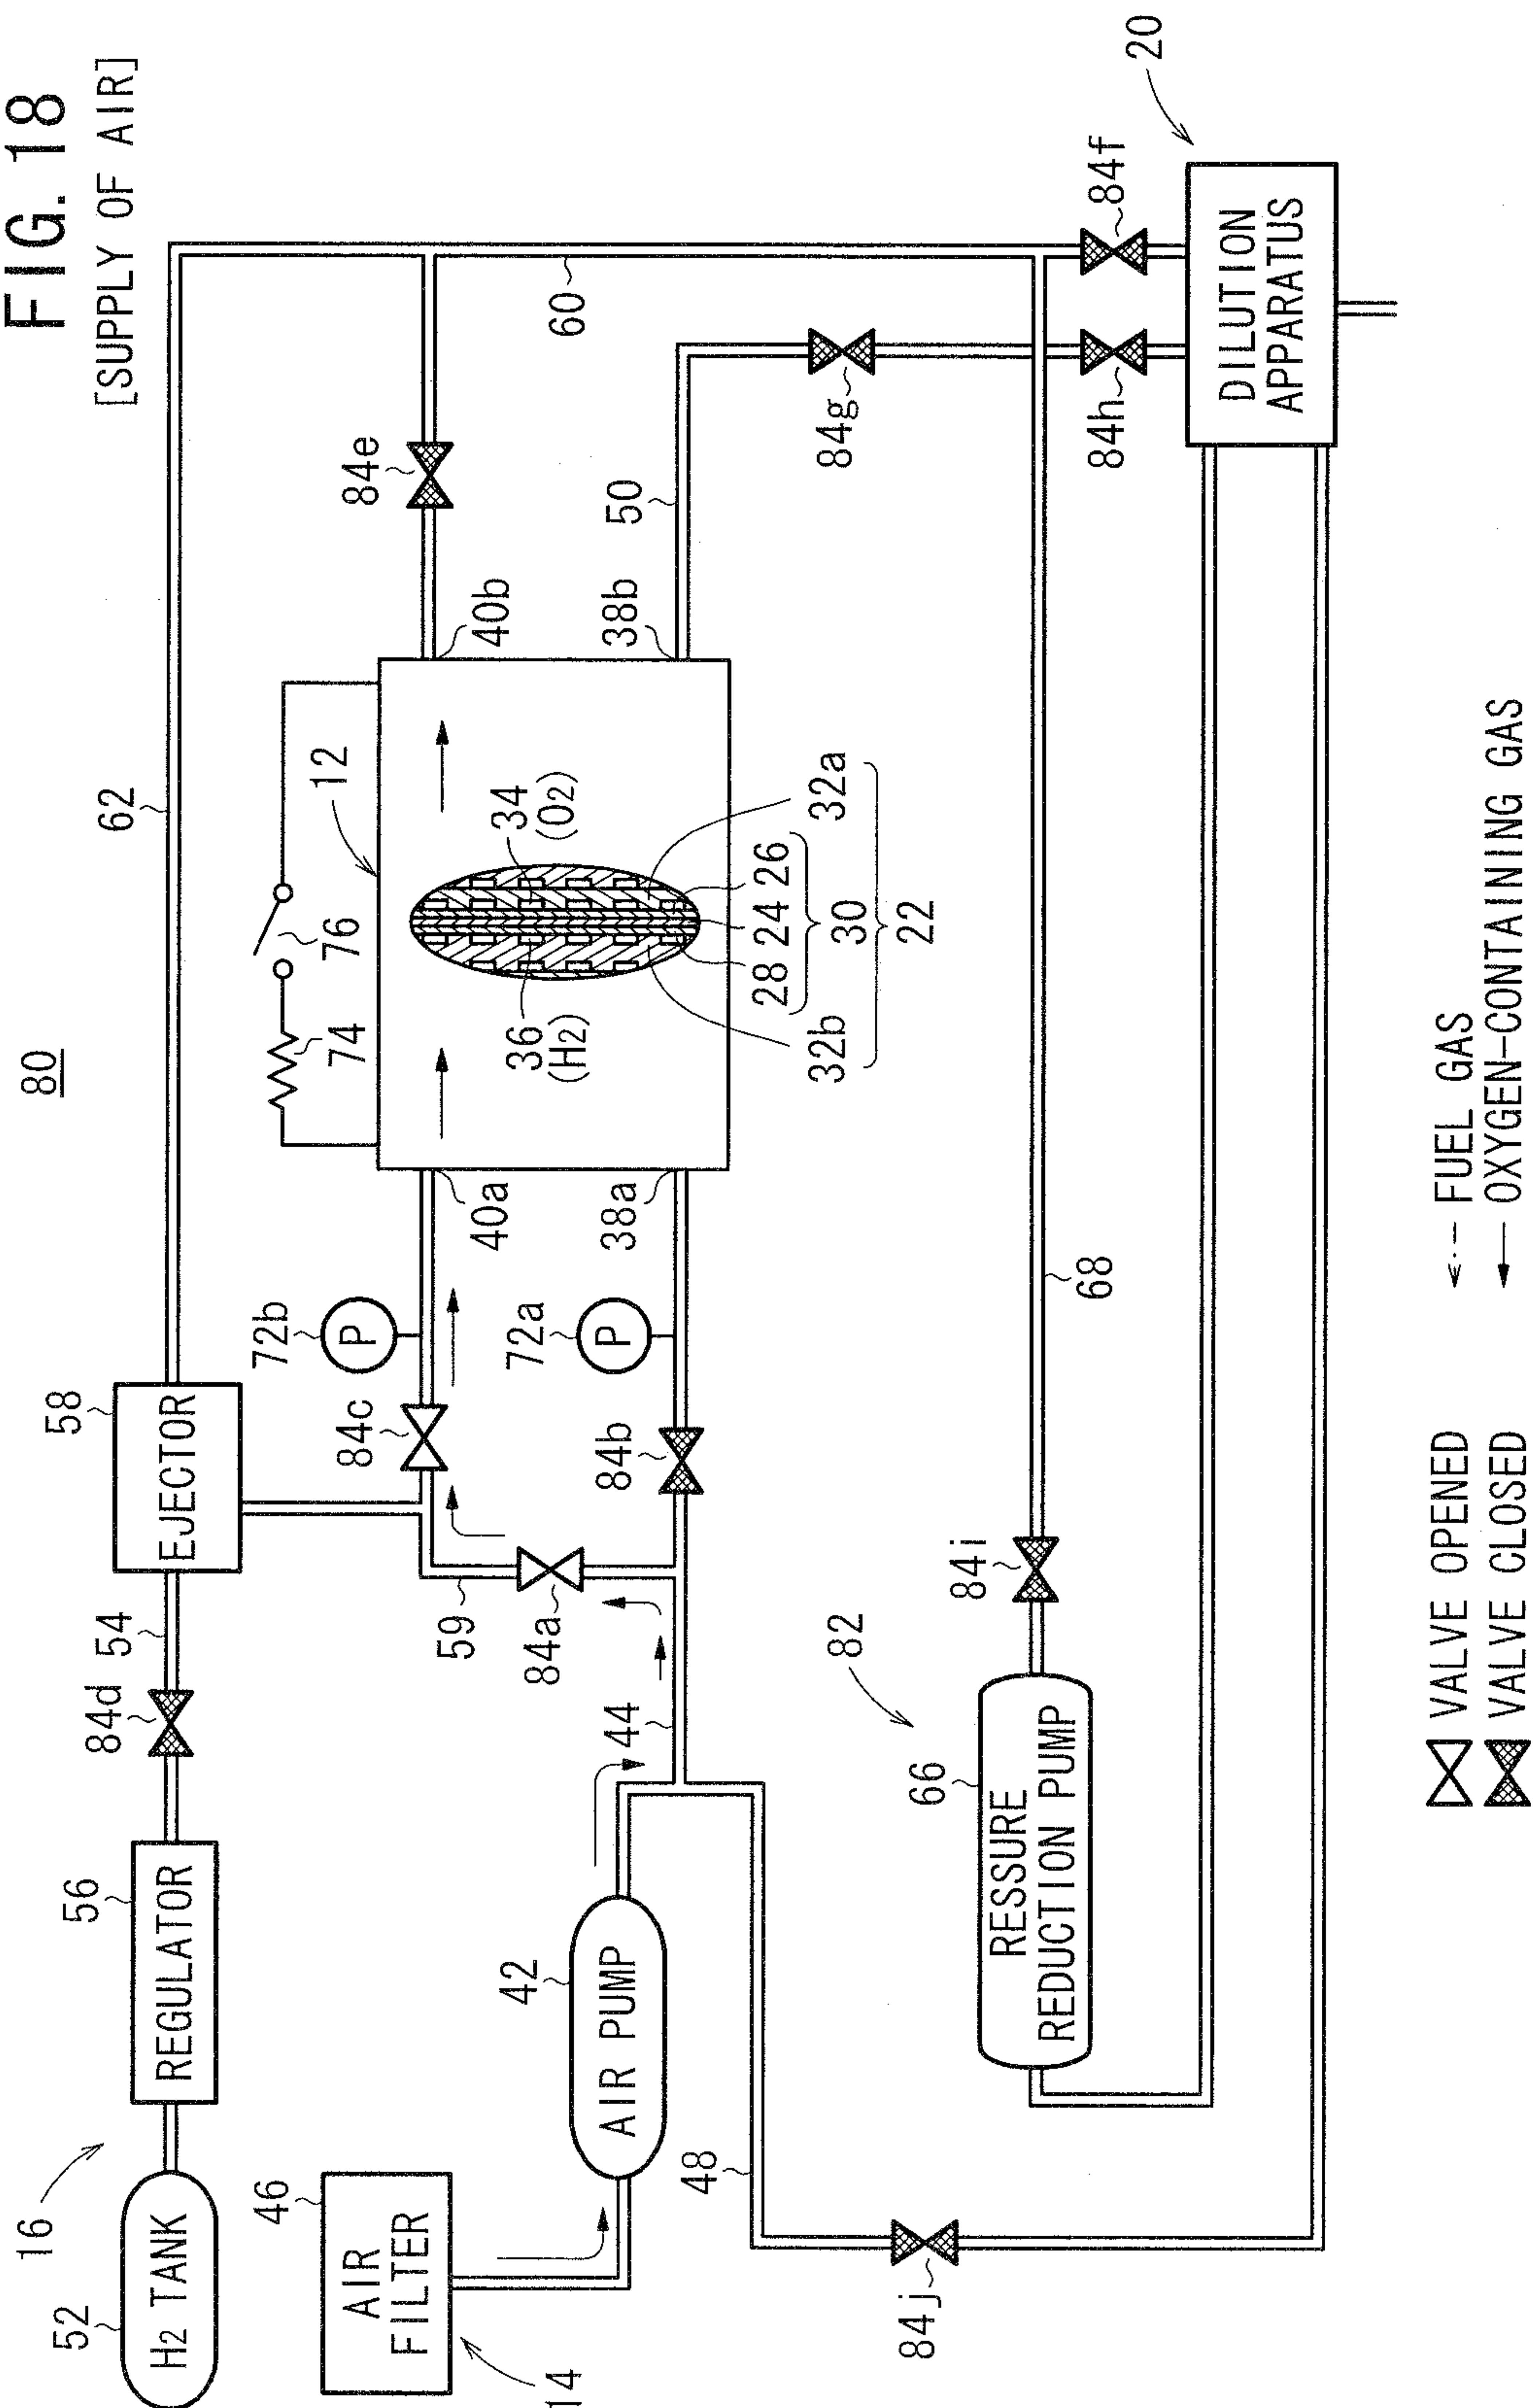 FIG. 18
[SUPPLY OF AIR]
80
16
52
H2 TANK
56
REGULATOR
84d
54
58
EJECTOR
62
14
46
AIR
FILTER
42
AIR PUMP
44
59
84a
84c
84b
72b
P
72a
P
40a
38a
74
76
12
36
(H2)
34
(O2)
32b
28
24
26
32a
30
22
40b
38b
84e
50
60
84g
84h
84f
20
DILUTION
APPARATUS
48
84j
82
66
RESSURE
REDUCTION PUMP
84i
68
VALVE OPENED
VALVE CLOSED
FUEL GAS
OXYGEN-CONTAINING GAS